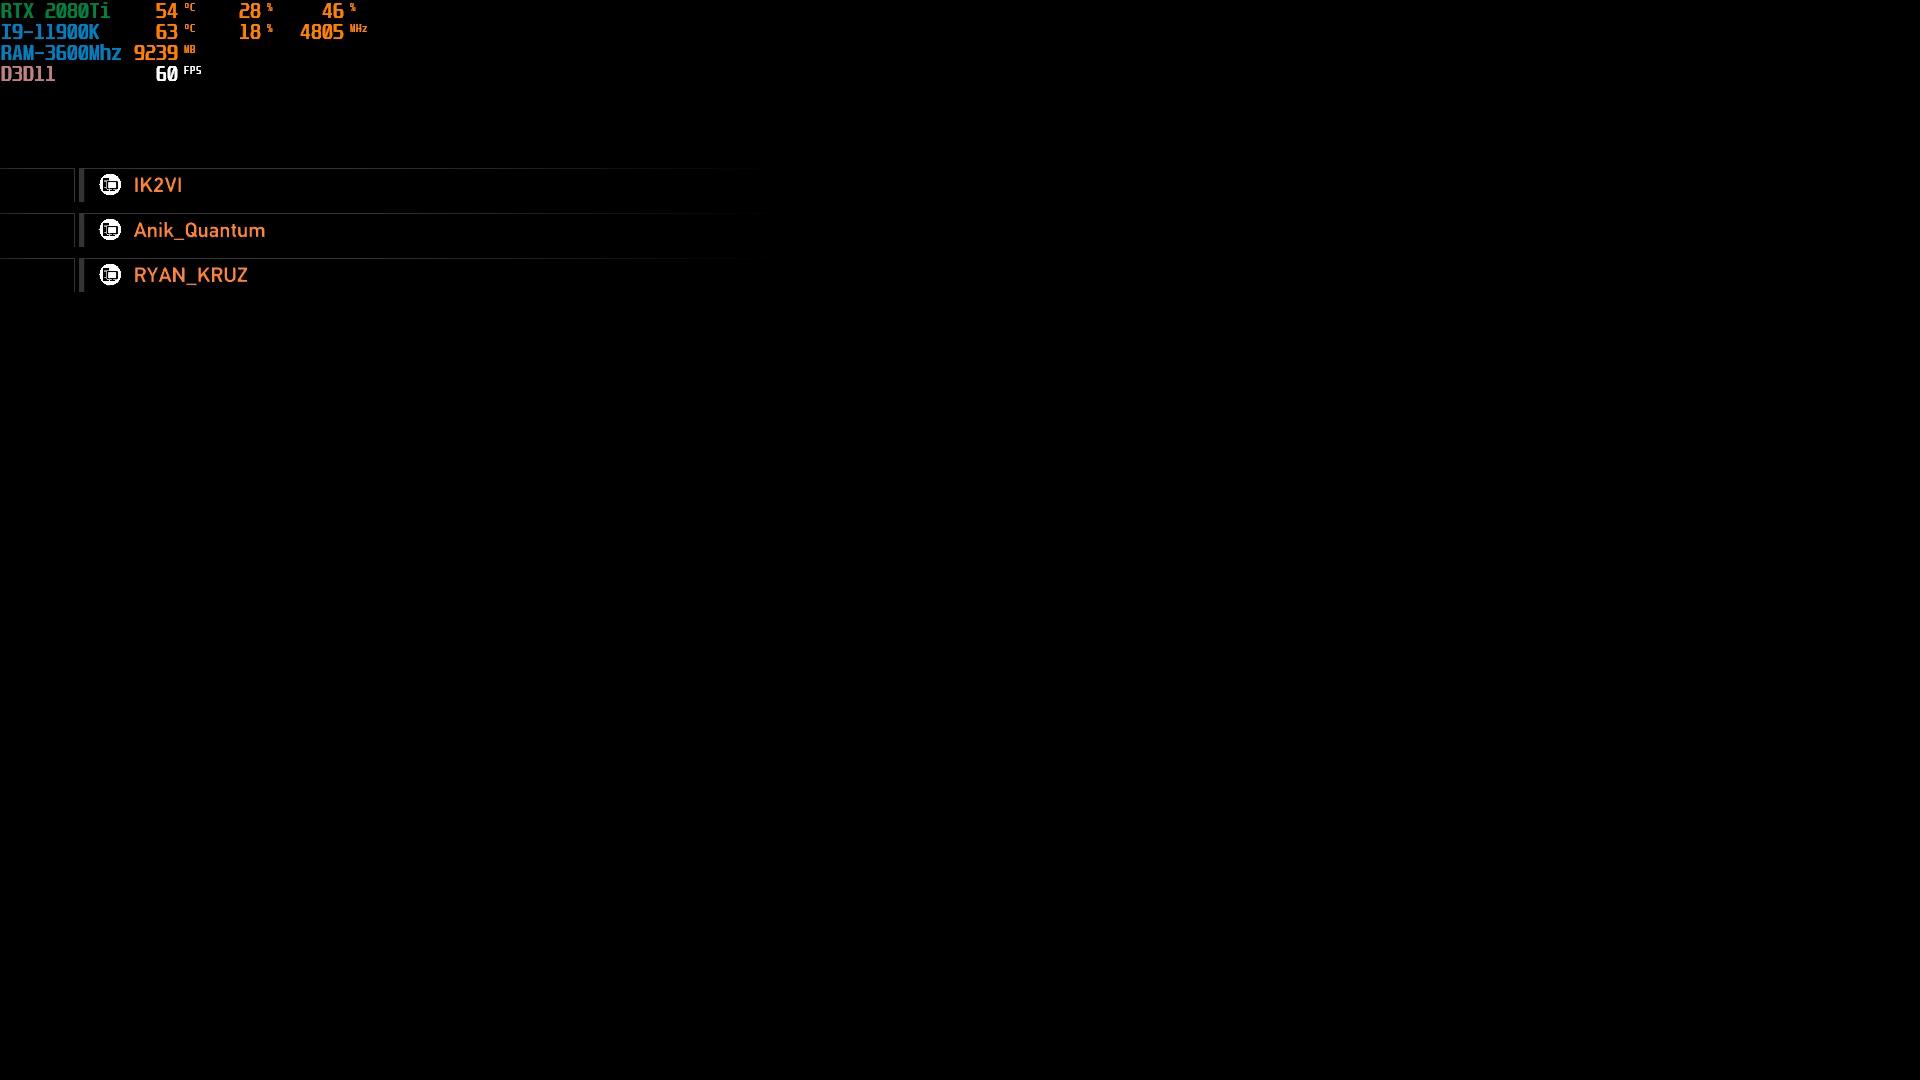 RTX 2080Ti 54 °C 28 % 46 %
I9-11900K 63 °C 18 % 4805 MHz
RAM-3600Mhz 9239 MB
D3D11 60 FPS
IK2VI
Anik_Quantum
RYAN_KRUZ